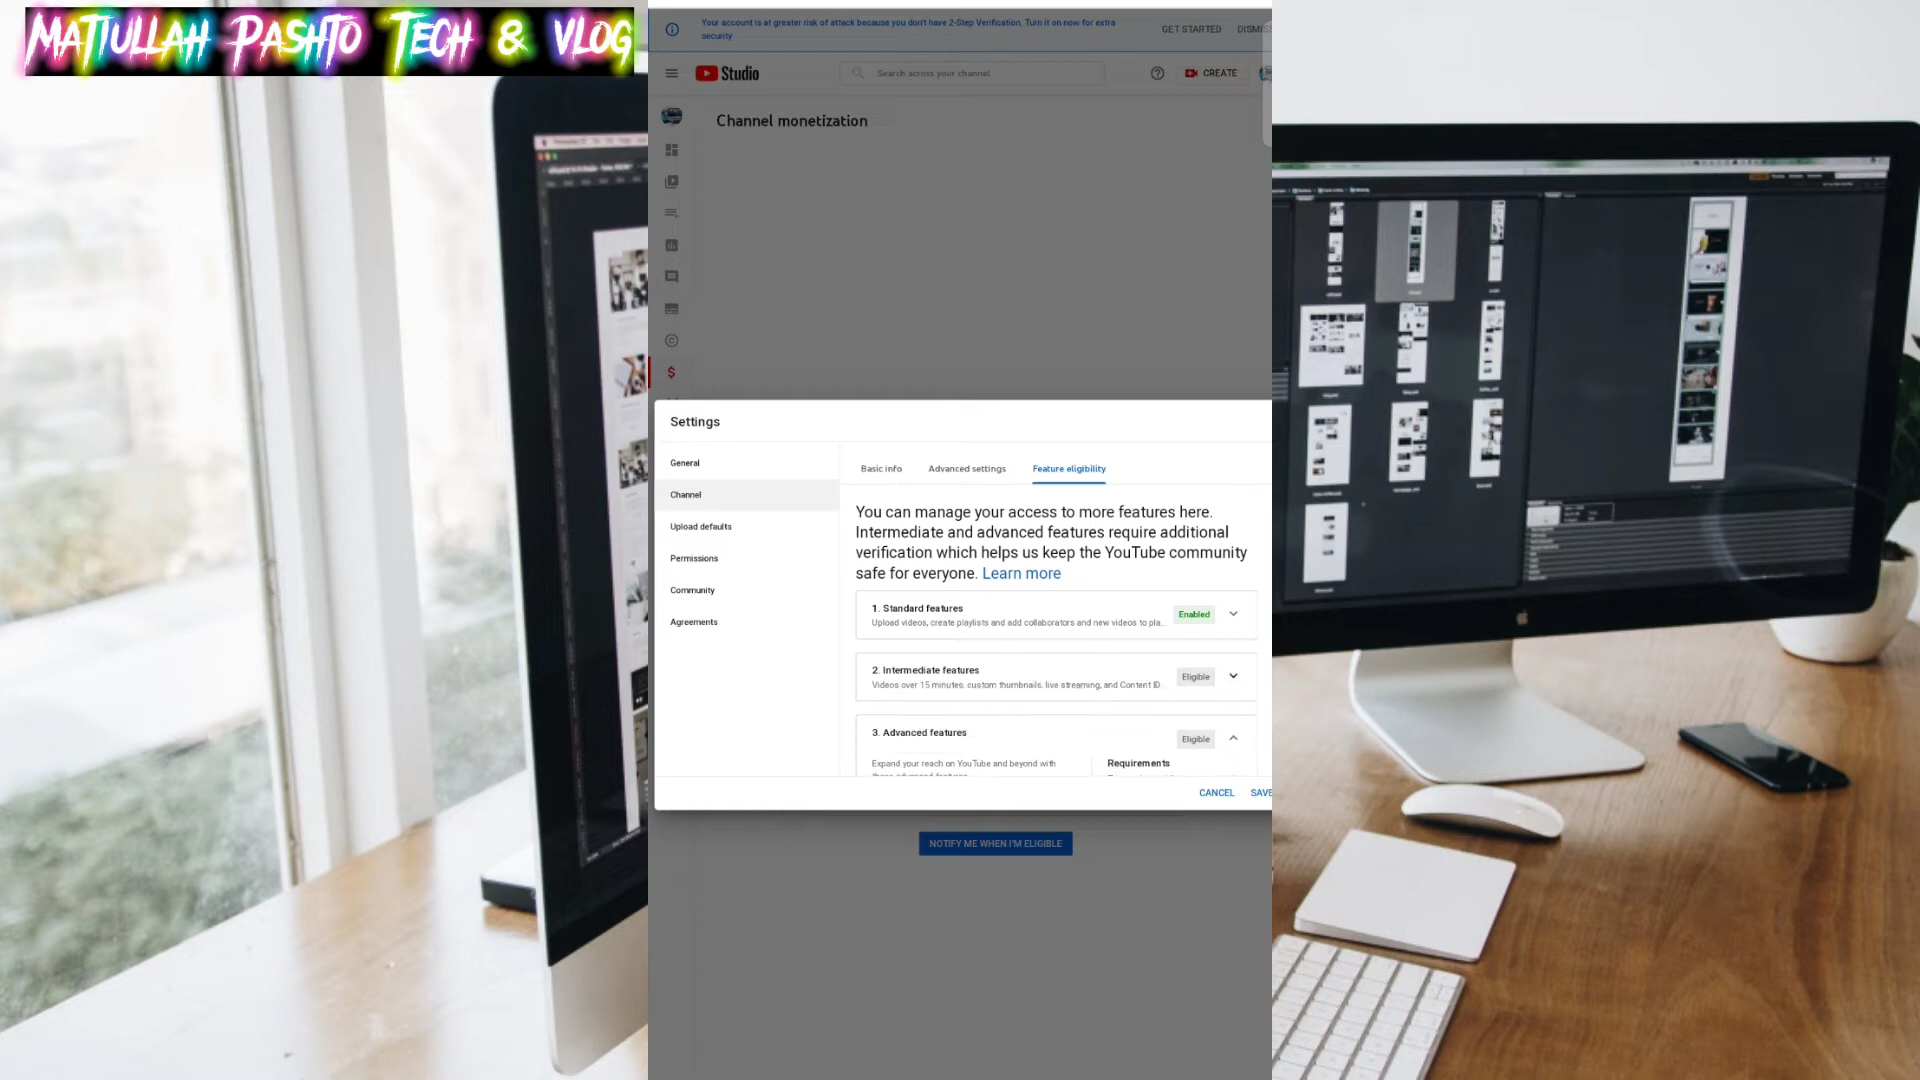 MATIULLAH PASHTO TECH & VLOG
Your account is at greater risk of attack because you don't have 2-Step Verification. Turn it on now for extra
security
GET STARTED
Studio
Search across your channel
CREATE
Channel monetization
Settings
General
Channel
Upload defaults
Permissions
Community
Agreements
Basic info
Advanced settings
Feature eligibility
You can manage your access to more features here.
Intermediate and advanced features require additional
verification which helps us keep the YouTube community
safe for everyone. Learn more
1. Standard features
Enabled
Upload videos, create playlists and add collaborators and new videos to pla...
2. Intermediate features
Eligible
Videos over 15 minutes, custom thumbnails, live streaming, and Content ID...
3. Advanced features
Eligible
Expand your reach on YouTube and beyond with
Requirements
CANCEL
SAVE
NOTIFY ME WHEN I'M ELIGIBLE